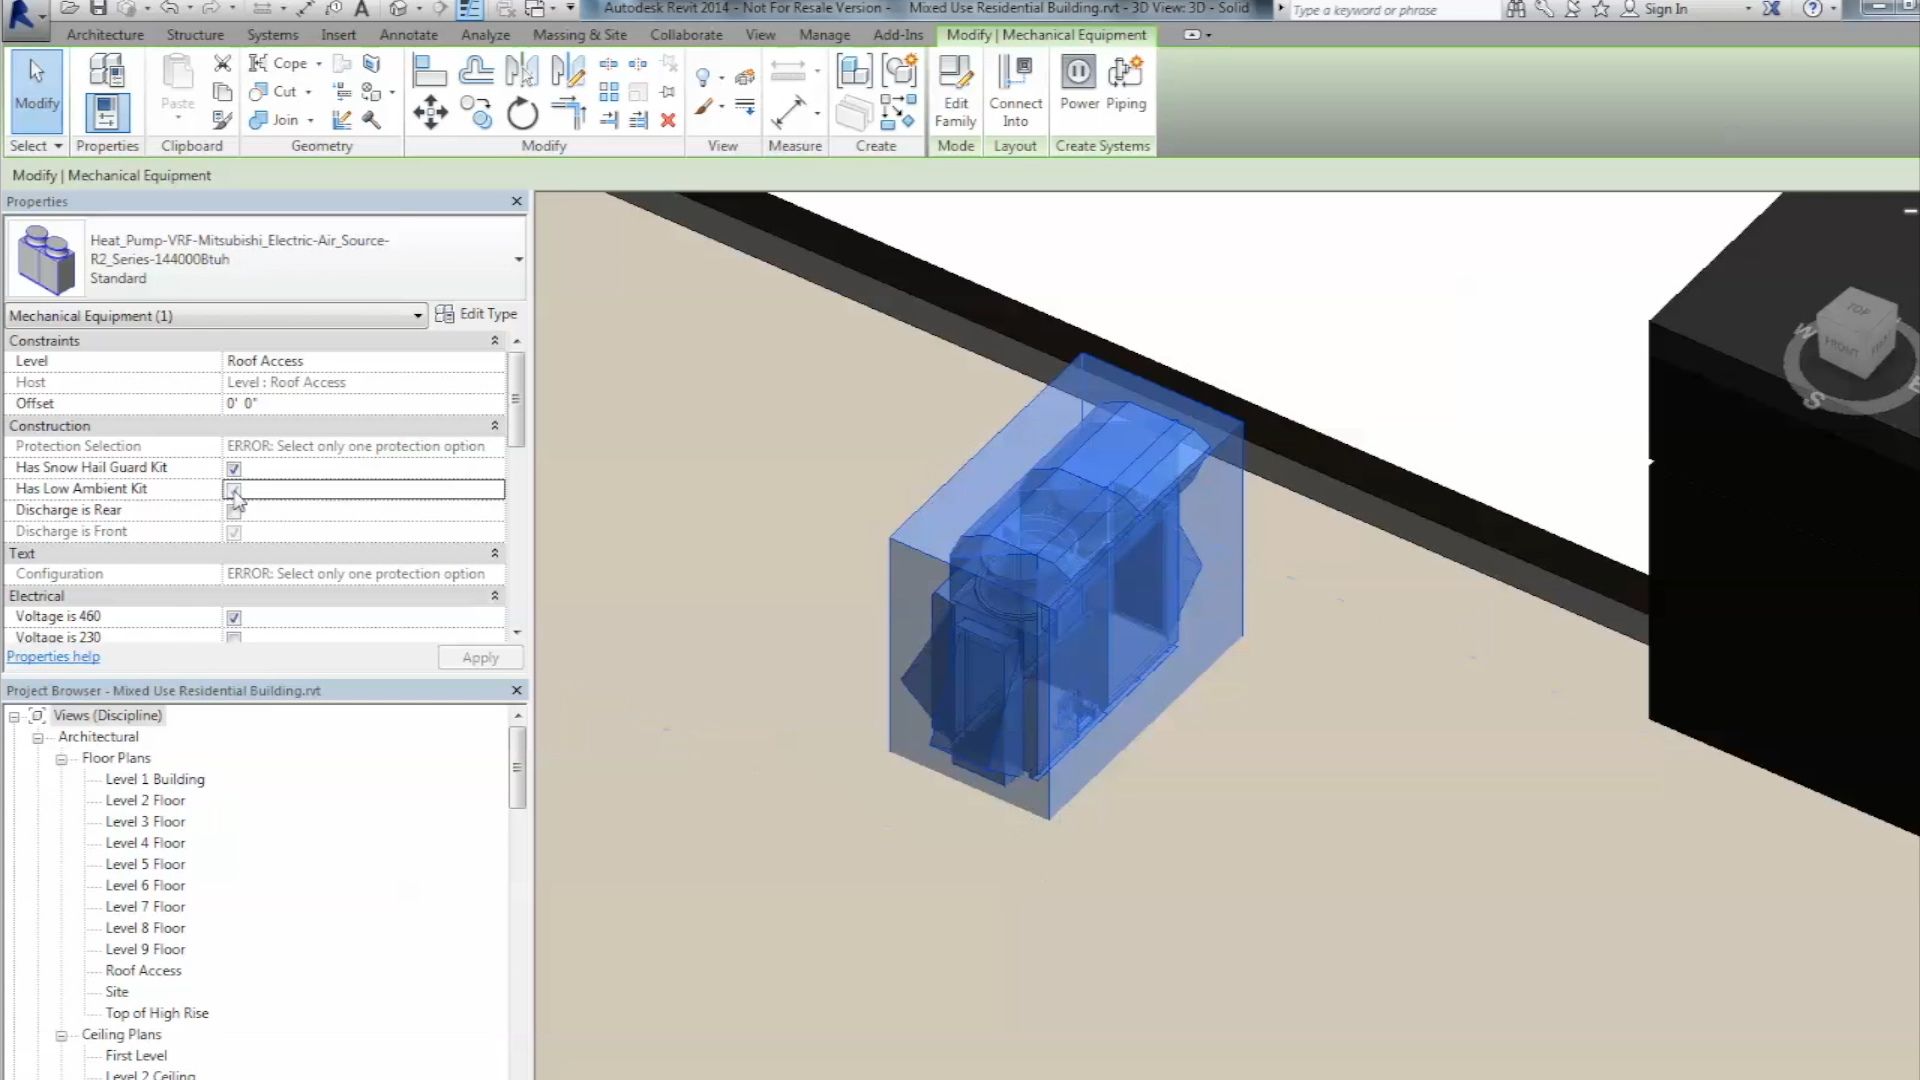 Autodesk Revit 2014 - Not For Resale Version - Mixed Use Residential Building.rvt - 3D View: 3D - Solid
Type a keyword or phrase
Sign In
Architecture Structure Systems Insert Annotate Analyze Massing & Site Collaborate View Manage Add-Ins Modify | Mechanical Equipment
Modify
Paste
Cope
Cut
Join
Edit Family
Connect Into
Power Piping
Select Properties Clipboard Geometry Modify View Measure Create Mode Layout Create Systems
Modify | Mechanical Equipment
Properties
Heat_Pump-VRF-Mitsubishi_Electric-Air_Source-
R2_Series-144000Btuh
Standard
Mechanical Equipment (1) Edit Type
Constraints
Level Roof Access
Host Level : Roof Access
Offset 0' 0"
Construction
Protection Selection ERROR: Select only one protection option
Has Snow Hail Guard Kit
Has Low Ambient Kit
Discharge is Rear
Discharge is Front
Text
Configuration ERROR: Select only one protection option
Electrical
Voltage is 460
Voltage is 230
Properties help Apply
Project Browser - Mixed Use Residential Building.rvt
Views (Discipline)
Architectural
Floor Plans
Level 1 Building
Level 2 Floor
Level 3 Floor
Level 4 Floor
Level 5 Floor
Level 6 Floor
Level 7 Floor
Level 8 Floor
Level 9 Floor
Roof Access
Site
Top of High Rise
Ceiling Plans
First Level
Level 2 Ceiling
TOP
FRONT
W
S
E